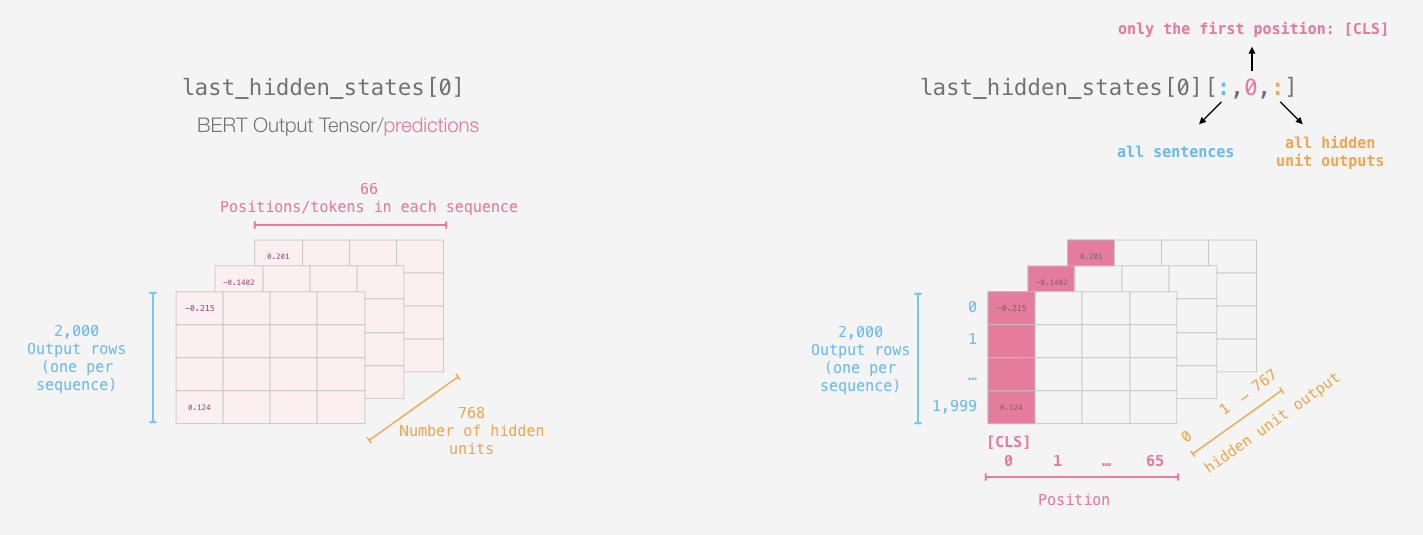 last_hidden_states[0]
BERT Output Tensor/predictions
66
Positions/tokens in each sequence
0.201
−0.1402
−0.215
0.124
2,000
Output rows
(one per
sequence)
768
Number of hidden
units
only the first position: [CLS]
last_hidden_states[0][:,0,:]
all sentences
all hidden
unit outputs
0.201
−0.1402
−0.215
0.124
2,000
Output rows
(one per
sequence)
0
1
…
1,999
[CLS]
0 1 … 65
Position
0 1 … 767
hidden unit output